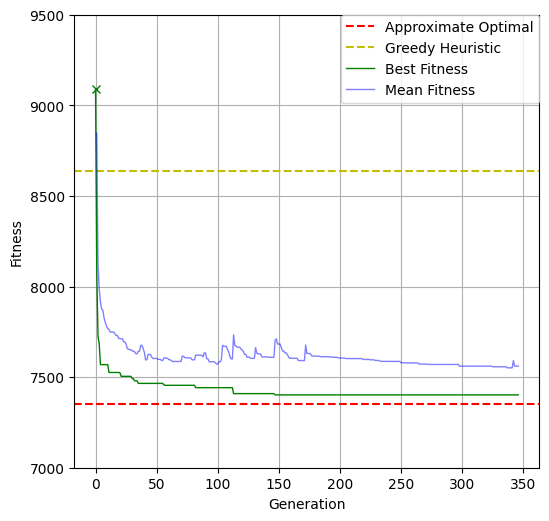 9500
9000
8500
8000
7500
7000
Fitness
0
50
100
150
200
250
300
350
Generation
Approximate Optimal
Greedy Heuristic
Best Fitness
Mean Fitness